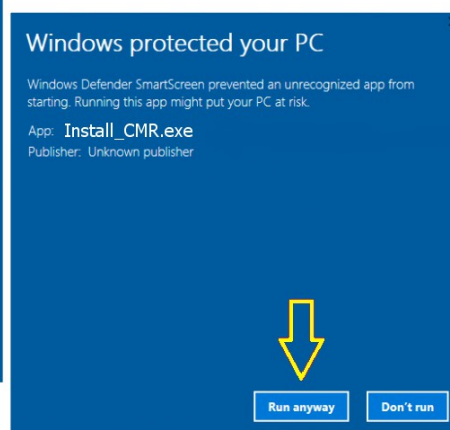 Windows protected your PC
Windows Defender SmartScreen prevented an unrecognized app from
starting. Running this app might put your PC at risk.
App: Install_CMR.exe
Publisher: Unknown publisher
Run anyway Don't run